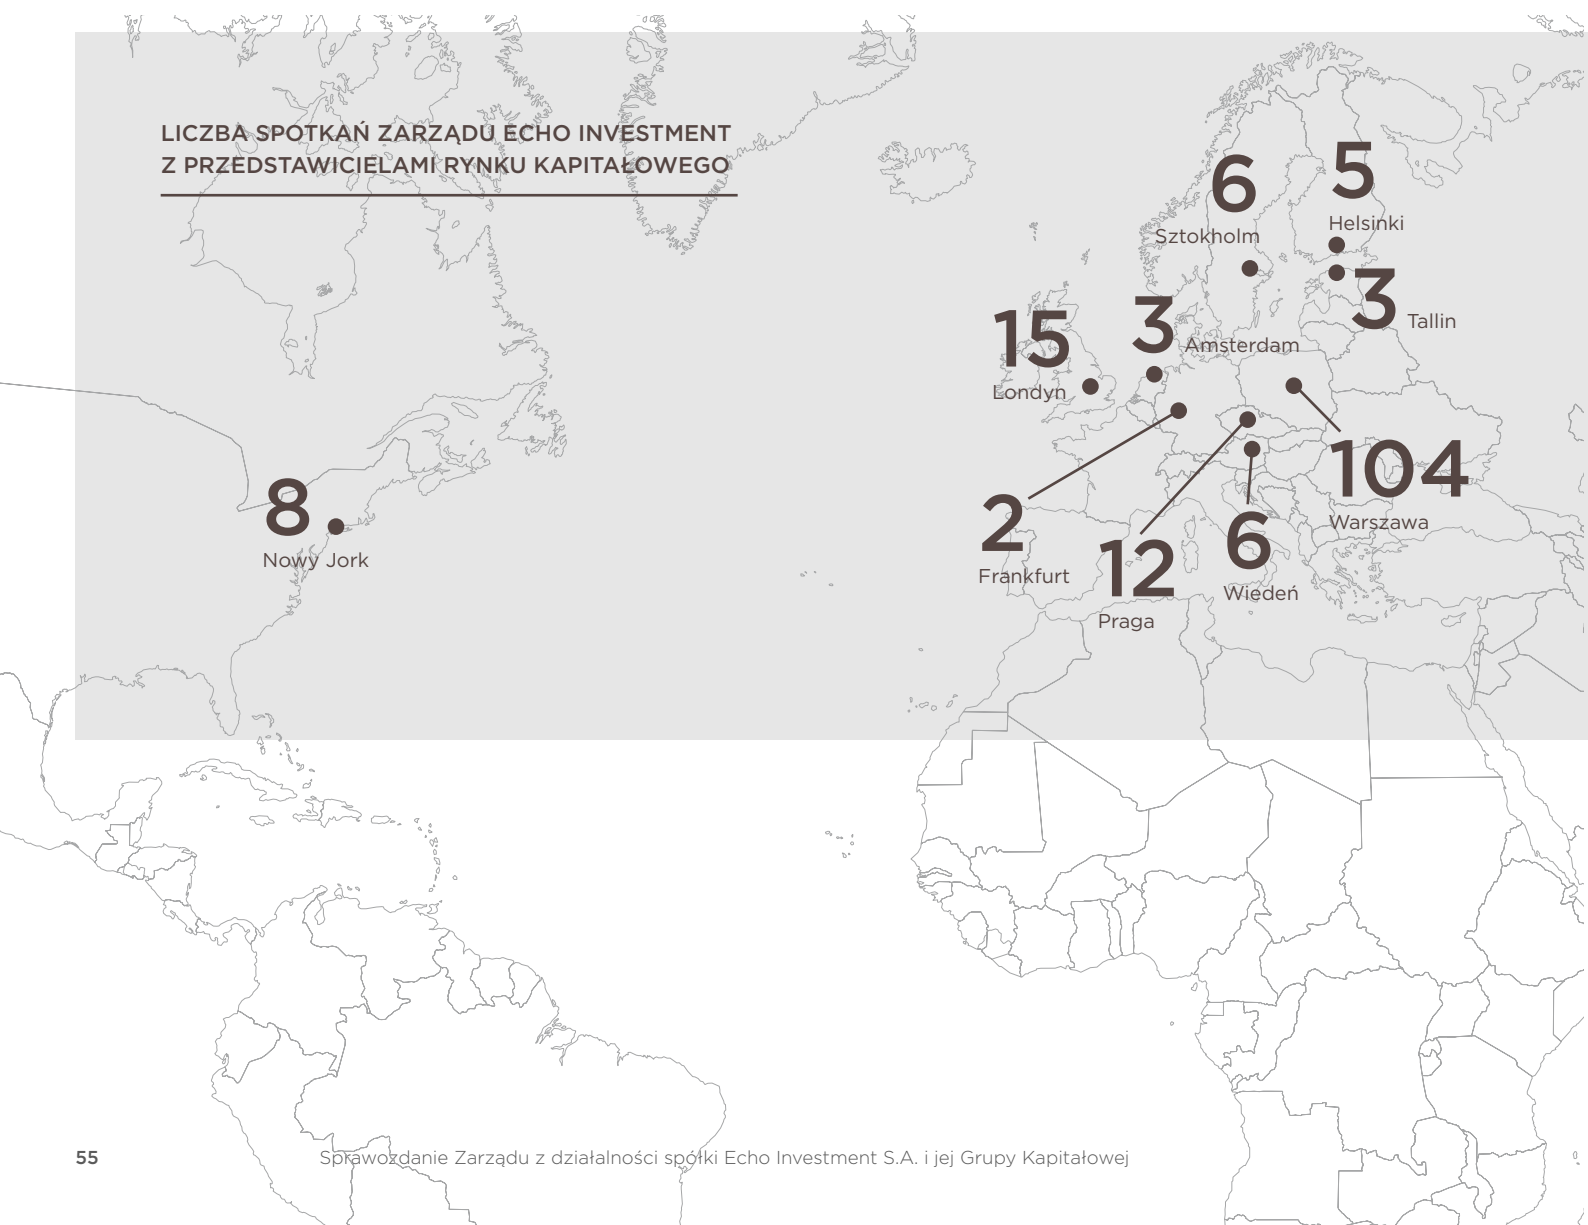 LICZBA SPOTKAŃ ZARZĄDU ECHO INVESTMENT
Z PRZEDSTAWICIELAMI RYNKU KAPITAŁOWEGO
6
Sztokholm
5
Helsinki
3
Tallin
15
Londyn
3
Amsterdam
104
Warszawa
8
Nowy Jork
2
Frankfurt
12
Praga
6
Wiedeń
55
Sprawozdanie Zarządu z działalności spółki Echo Investment S.A. i jej Grupy Kapitałowej